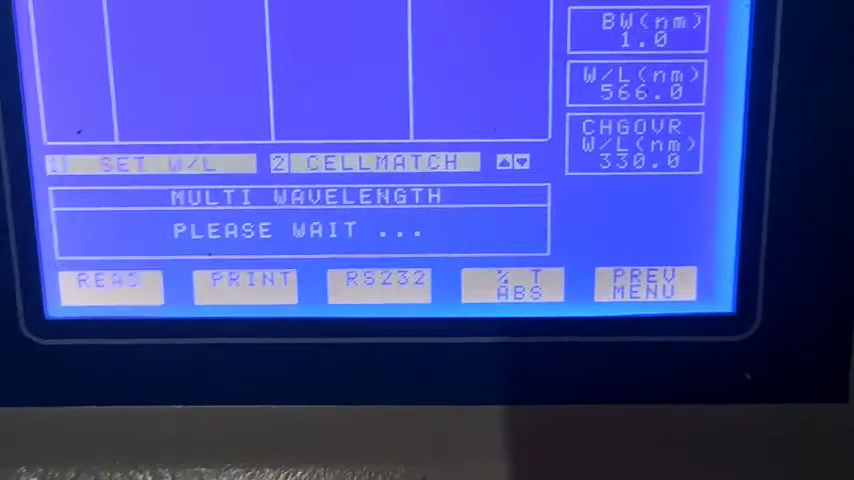 BW(nm)
1.0
W/L(nm)
566.0
CHGOVR
W/L(nm)
330.0
1 SET W/L 2 CELLMATCH
MULTI WAVELENGTH
PLEASE WAIT ...
READ PRINT RS232 % T PREV
ABS MENU